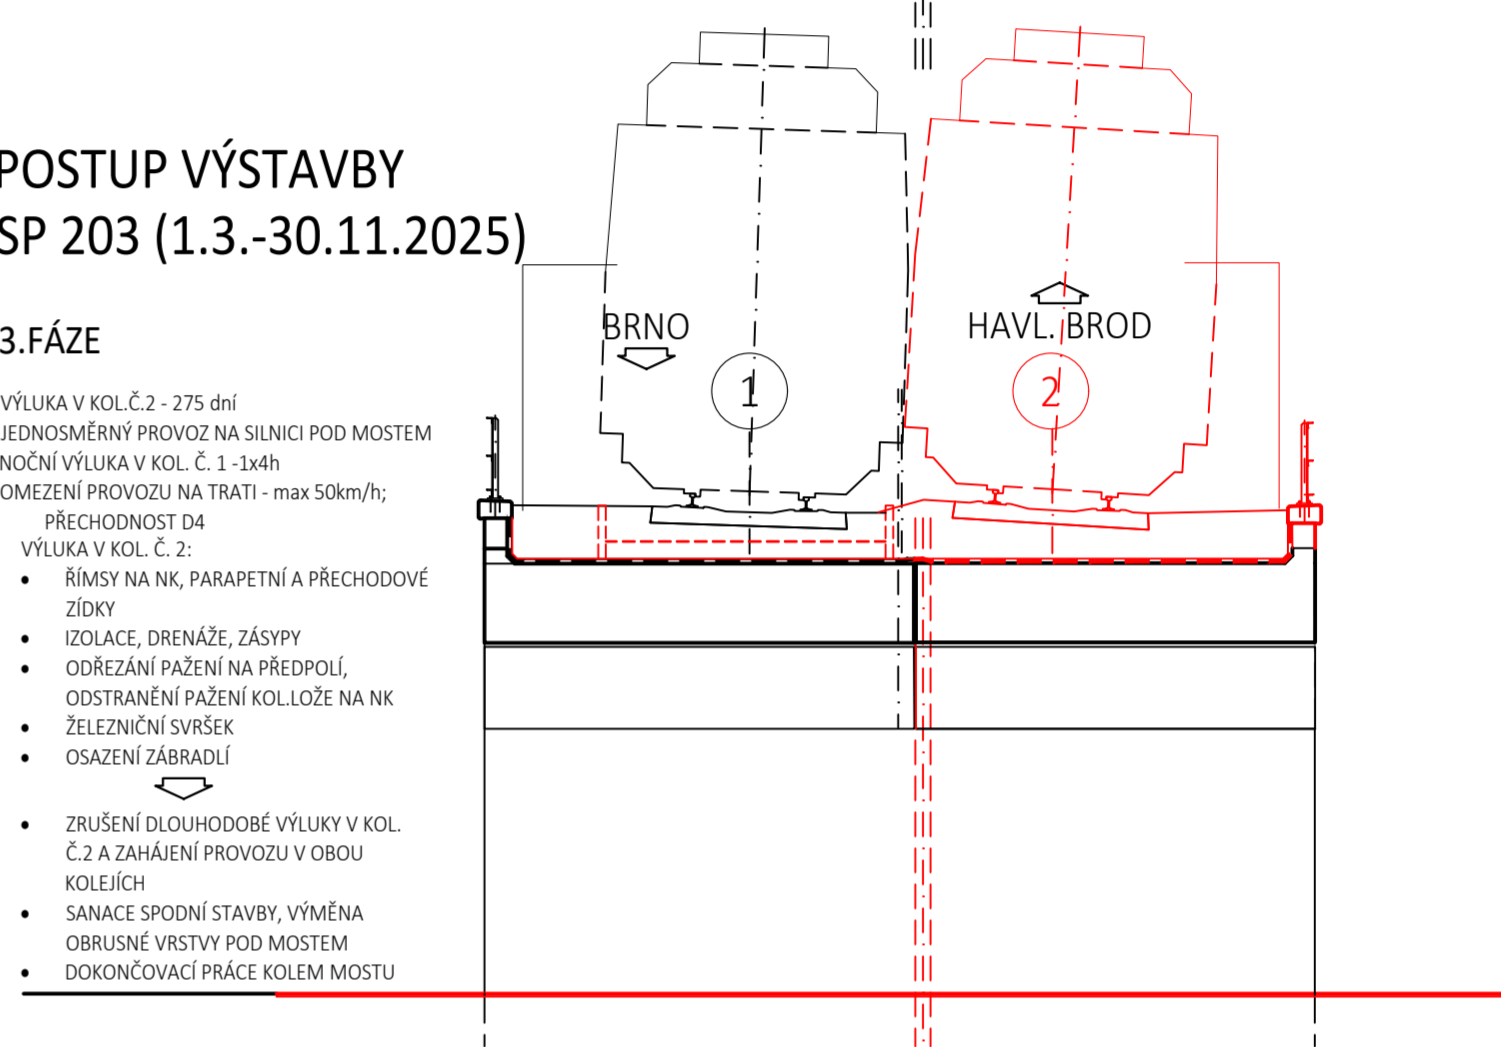 POSTUP VÝSTAVBY
SP 203 (1.3.-30.11.2025)
3.FÁZE
VÝLUKA V KOL.Č.2 - 275 dní
JEDNOSMĚRNÝ PROVOZ NA SILNICI POD MOSTEM
NOČNÍ VÝLUKA V KOL. Č. 1 -1x4h
OMEZENÍ PROVOZU NA TRATI - max 50km/h;
PŘECHODNOST D4
VÝLUKA V KOL. Č. 2:
• ŘÍMSY NA NK, PARAPETNÍ A PŘECHODOVÉ
ZÍDKY
• IZOLACE, DRENÁŽE, ZÁSYPY
• ODŘEZÁNÍ PAŽENÍ NA PŘEDPOLÍ,
ODSTRANĚNÍ PAŽENÍ KOL.LOŽE NA NK
• ŽELEZNIČNÍ SVRŠEK
• OSAZENÍ ZÁBRADLÍ
• ZRUŠENÍ DLOUHODOBÉ VÝLUKY V KOL.
Č.2 A ZAHÁJENÍ PROVOZU V OBOU
KOLEJÍCH
• SANACE SPODNÍ STAVBY, VÝMĚNA
OBRUSNÉ VRSTVY POD MOSTEM
• DOKONČOVACÍ PRÁCE KOLEM MOSTU
BRNO
1
HAVL. BROD
2